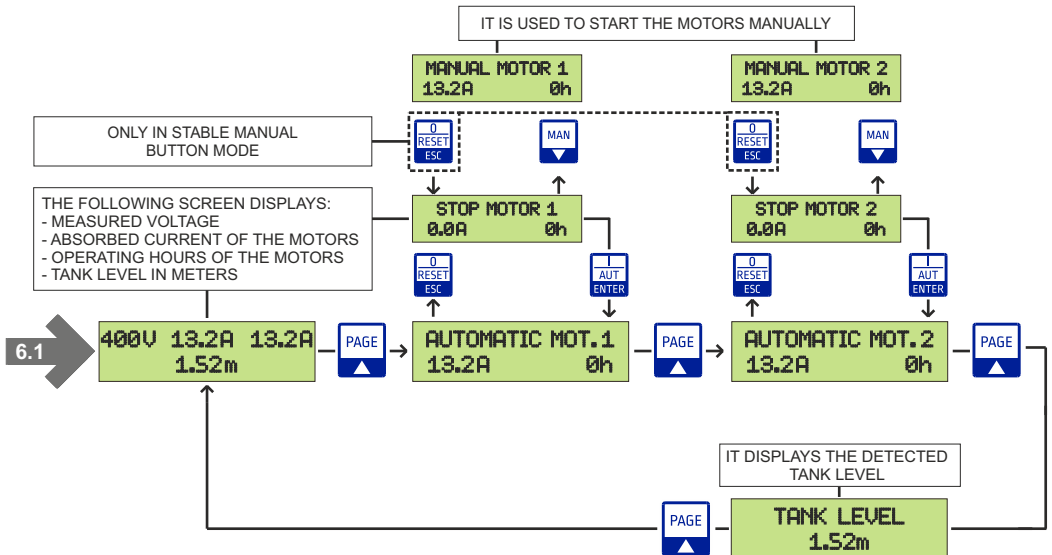 IT IS USED TO START THE MOTORS MANUALLY
MANUAL MOTOR 1
13.2A 0h
MANUAL MOTOR 2
13.2A 0h
ONLY IN STABLE MANUAL
BUTTON MODE
0
RESET
ESC
MAN
0
RESET
ESC
MAN
THE FOLLOWING SCREEN DISPLAYS:
- MEASURED VOLTAGE
- ABSORBED CURRENT OF THE MOTORS
- OPERATING HOURS OF THE MOTORS
- TANK LEVEL IN METERS
STOP MOTOR 1
0.0A 0h
STOP MOTOR 2
0.0A 0h
0
RESET
ESC
I
AUT
ENTER
0
RESET
ESC
I
AUT
ENTER
6.1
400V 13.2A 13.2A
1.52m
PAGE
AUTOMATIC MOT.1
13.2A 0h
PAGE
AUTOMATIC MOT.2
13.2A 0h
PAGE
IT DISPLAYS THE DETECTED
TANK LEVEL
PAGE
TANK LEVEL
1.52m